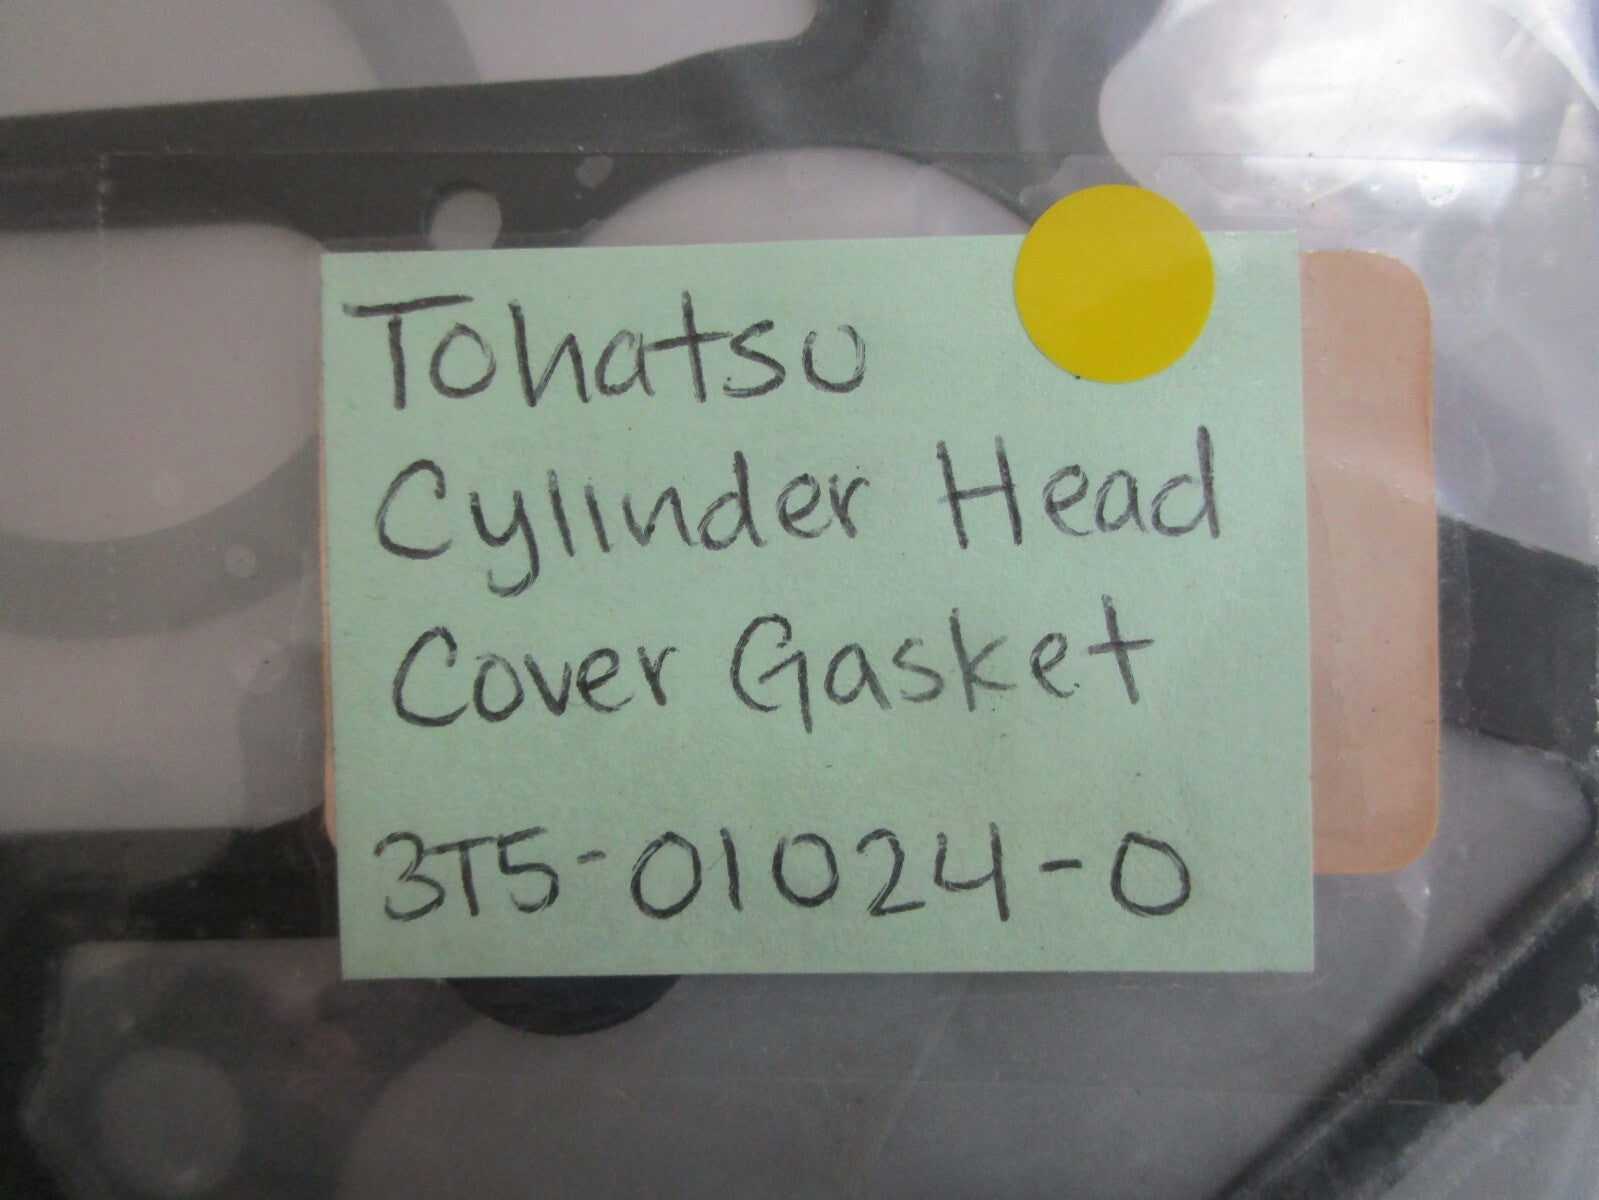 Tohatsu
Cylinder Head
Cover Gasket
3T5-01024-0